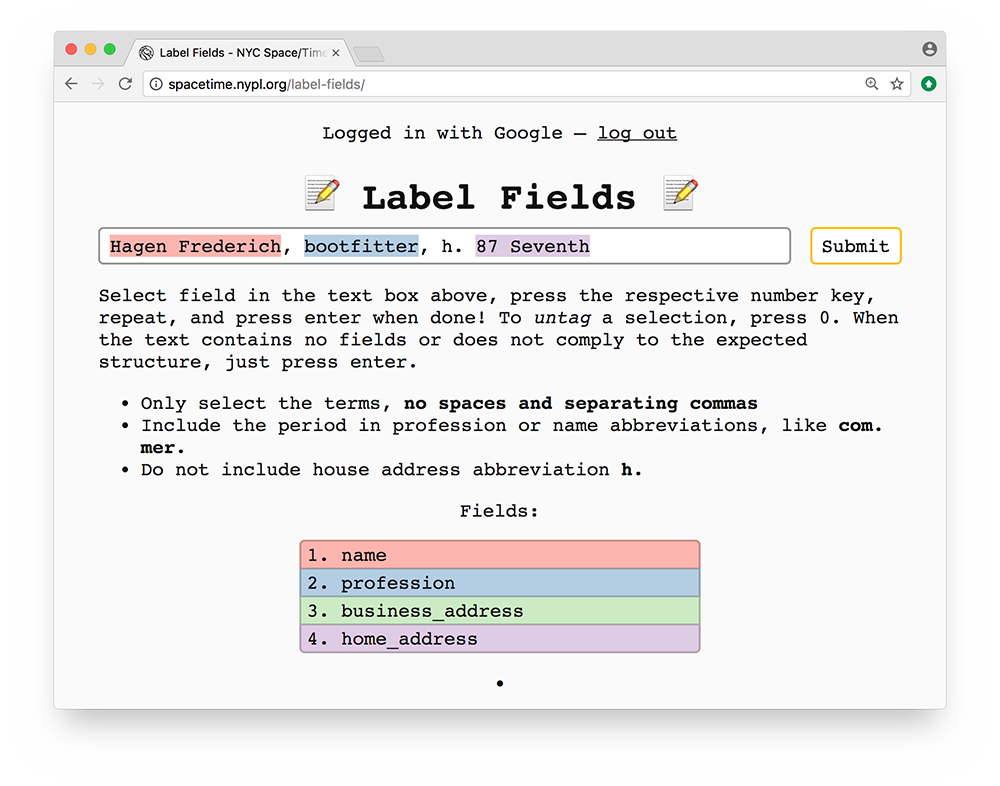 Label Fields - NYC Space/Time
spacetime.nypl.org/label-fields/
Logged in with Google — log out
Label Fields
Hagen Frederich, bootfitter, h. 87 Seventh
Submit
Select field in the text box above, press the respective number key,
repeat, and press enter when done! To untag a selection, press 0. When
the text contains no fields or does not comply to the expected
structure, just press enter.
• Only select the terms, no spaces and separating commas
• Include the period in profession or name abbreviations, like com.
mer.
• Do not include house address abbreviation h.
Fields:
1. name
2. profession
3. business_address
4. home_address
•